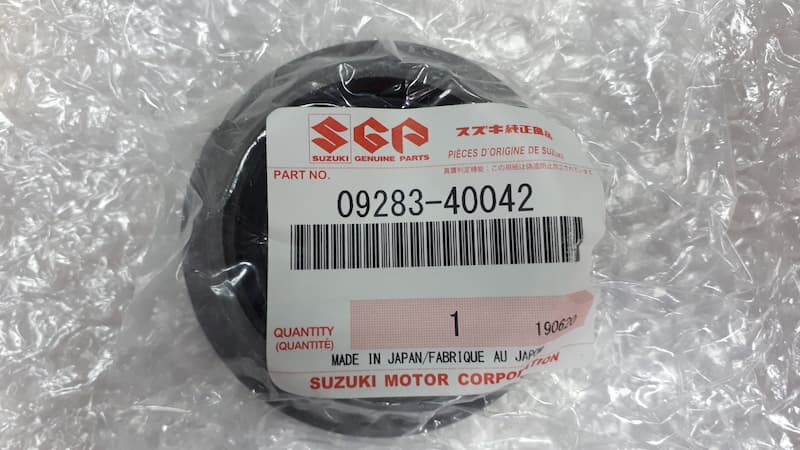 SGP
SUZUKI GENUINE PARTS
スズキ純正部品
PIÈCES D'ORIGINE DE SUZUKI
PART NO.
09283-40042
QUANTITY
(QUANTITÉ)
1
190620
MADE IN JAPAN/FABRIQUE AU JAPON
SUZUKI MOTOR CORPORATION